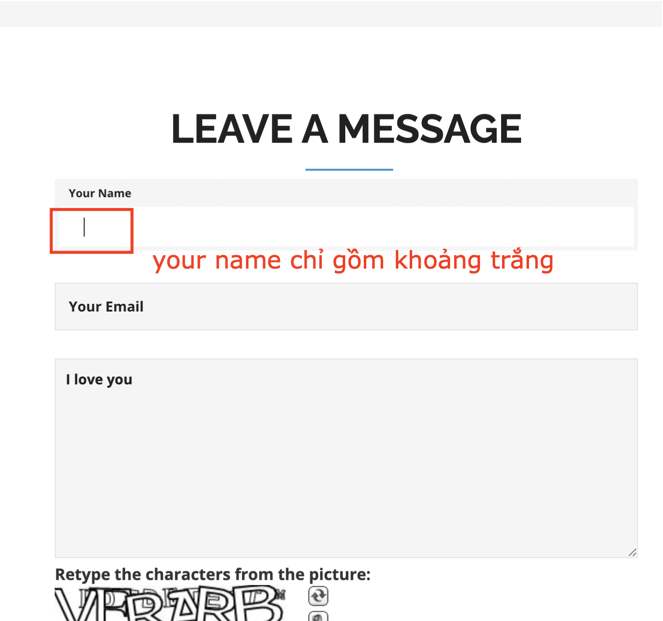 LEAVE A MESSAGE
Your Name
your name chỉ gồm khoảng trắng
Your Email
I love you
Retype the characters from the picture: